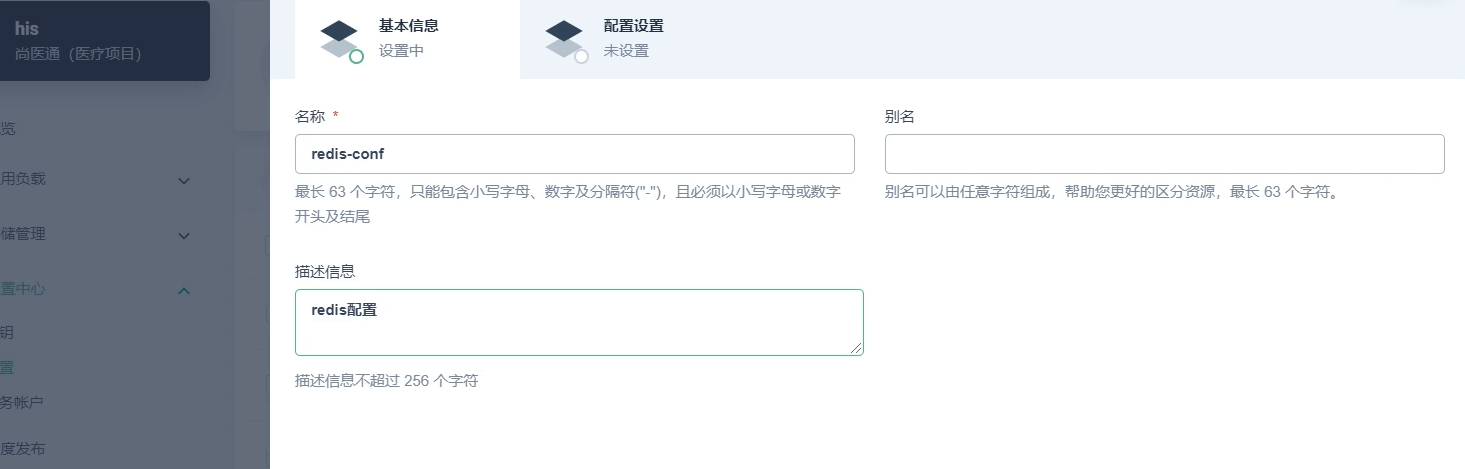 his
尚医通（医疗项目）
览
用负载
储管理
置中心
钥
置
务帐户
度发布
基本信息
设置中
配置设置
未设置
名称 *
redis-conf
最长 63 个字符，只能包含小写字母、数字及分隔符("-")，且必须以小写字母或数字
开头及结尾
别名
别名可以由任意字符组成，帮助您更好的区分资源，最长 63 个字符。
描述信息
redis配置
描述信息不超过 256 个字符